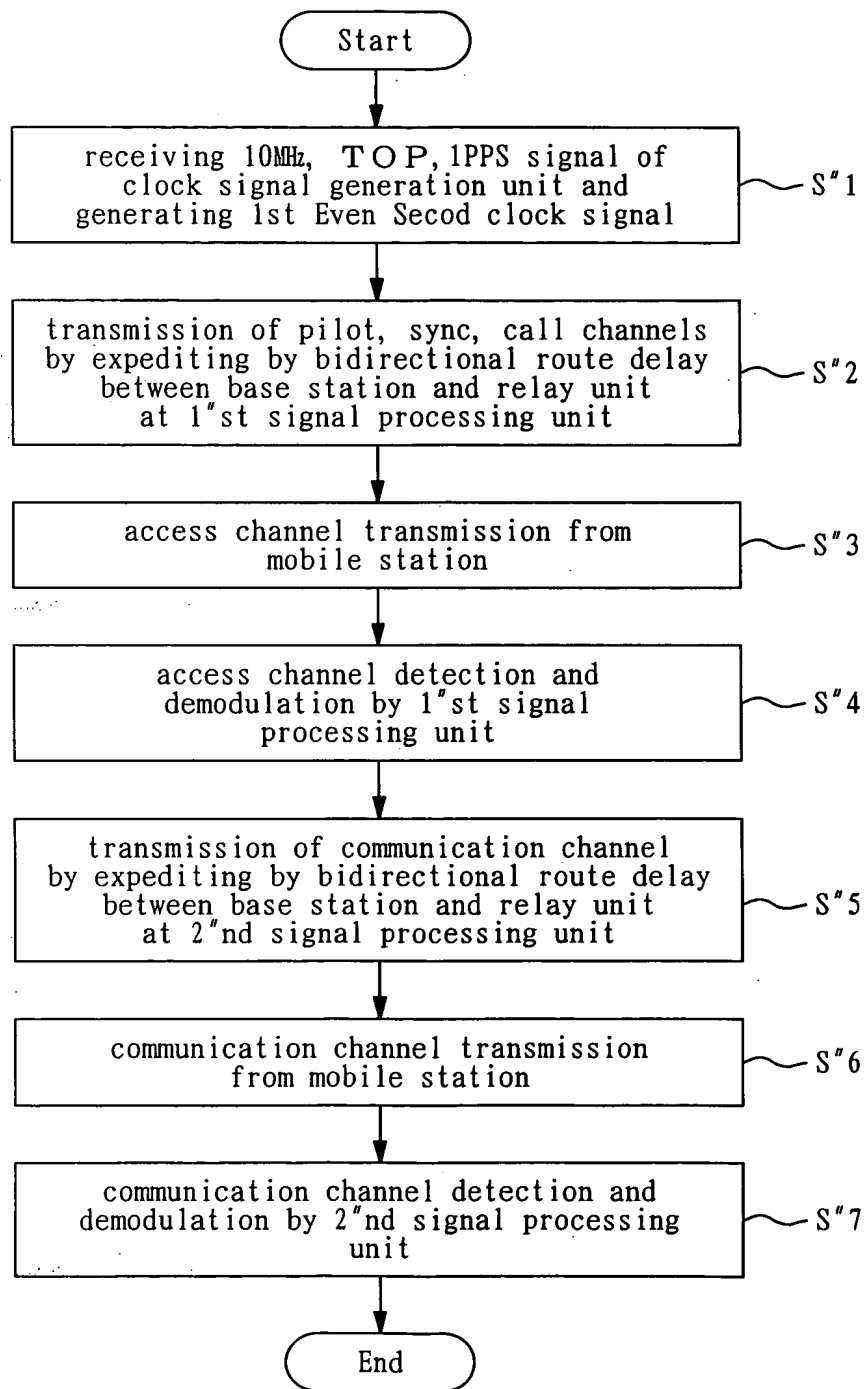 Start
receiving 10MHz, TOP, 1PPS signal of
clock signal generation unit and
generating 1st Even Secod clock signal
S"1
transmission of pilot, sync, call channels
by expediting by bidirectional route delay
between base station and relay unit
at 1"st signal processing unit
S"2
access channel transmission from
mobile station
S"3
access channel detection and
demodulation by 1"st signal
processing unit
S"4
transmission of communication channel
by expediting by bidirectional route delay
between base station and relay unit
at 2"nd signal processing unit
S"5
communication channel transmission
from mobile station
S"6
communication channel detection and
demodulation by 2"nd signal processing
unit
S"7
End